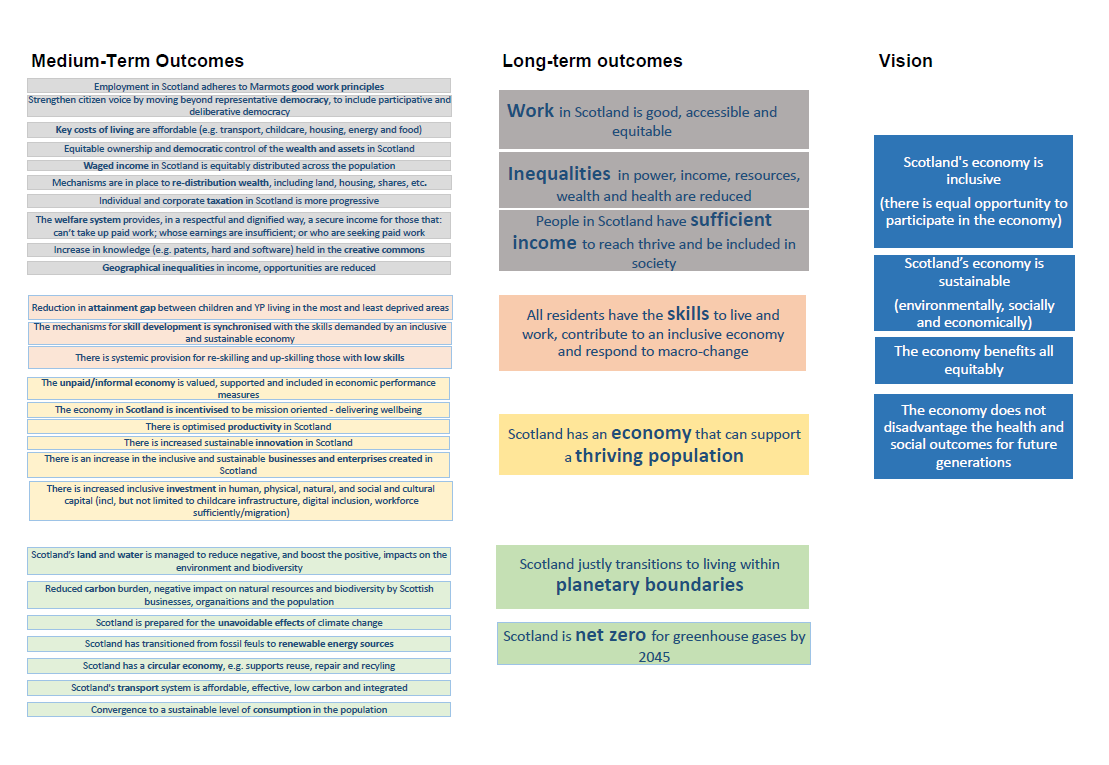 Medium-Term Outcomes
Employment in Scotland adheres to Marmots good work principles
Strengthen citizen voice by moving beyond representative democracy, to include participative and
deliberative democracy
Key costs of living are affordable (e.g. transport, childcare, housing, energy and food)
Equitable ownership and democratic control of the wealth and assets in Scotland
Waged income in Scotland is equitably distributed across the population
Mechanisms are in place to re-distribution wealth, including land, housing, shares, etc.
Individual and corporate taxation in Scotland is more progressive
The welfare system provides, in a respectful and dignified way, a secure income for those that:
can't take up paid work; whose earnings are insufficient; or who are seeking paid work
Increase in knowledge (e.g. patents, hard and software) held in the creative commons
Geographical inequalities in income, opportunities are reduced
Reduction in attainment gap between children and YP living in the most and least deprived areas
The mechanisms for skill development is synchronised with the skills demanded by an inclusive
and sustainable economy
There is systemic provision for re-skilling and up-skilling those with low skills
The unpaid/informal economy is valued, supported and included in economic performance
measures
The economy in Scotland is incentivised to be mission oriented - delivering wellbeing
There is optimised productivity in Scotland
There is increased sustainable innovation in Scotland
There is an increase in the inclusive and sustainable businesses and enterprises created in
Scotland
There is increased inclusive investment in human, physical, natural, and social and cultural
capital (incl, but not limited to childcare infrastructure, digital inclusion, workforce
sufficiently/migration)
Scotland's land and water is managed to reduce negative, and boost the positive, impacts on the
environment and biodiversity
Reduced carbon burden, negative impact on natural resources and biodiversity by Scottish
businesses, organaitions and the population
Scotland is prepared for the unavoidable effects of climate change
Scotland has transitioned from fossil feuls to renewable energy sources
Scotland has a circular economy, e.g. supports reuse, repair and recyling
Scotland's transport system is affordable, effective, low carbon and integrated
Convergence to a sustainable level of consumption in the population
Long-term outcomes
Work in Scotland is good, accessible and
equitable
Inequalities in power, income, resources,
wealth and health are reduced
People in Scotland have sufficient
income to reach thrive and be included in
society
All residents have the skills to live and
work, contribute to an inclusive economy
and respond to macro-change
Scotland has an economy that can support
a thriving population
Scotland justly transitions to living within
planetary boundaries
Scotland is net zero for greenhouse gases by
2045
Vision
Scotland's economy is
inclusive
(there is equal opportunity to
participate in the economy)
Scotland's economy is
sustainable
(environmentally, socially
and economically)
The economy benefits all
equitably
The economy does not
disadvantage the health and
social outcomes for future
generations